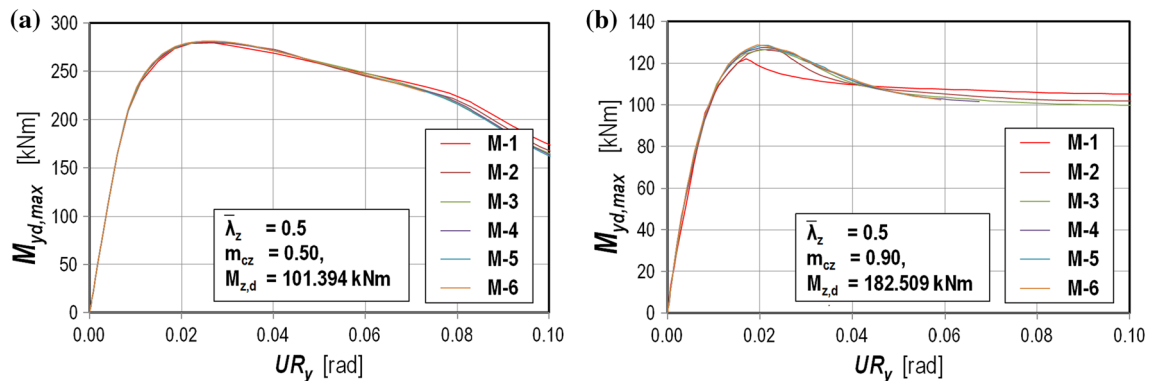 (a)
300
250
200
150
100
50
0
M_yd,max [kNm]
M-1
M-2
M-3
M-4
M-5
M-6
λ̅_z = 0.5
m_cz = 0.50,
M_z,d = 101.394 kNm
0.00 0.02 0.04 0.06 0.08 0.10
UR_y [rad]
(b)
140
120
100
80
60
40
20
0
M_yd,max [kNm]
M-1
M-2
M-3
M-4
M-5
M-6
λ̅_z = 0.5
m_cz = 0.90,
M_z,d = 182.509 kNm
0.00 0.02 0.04 0.06 0.08 0.10
UR_y [rad]